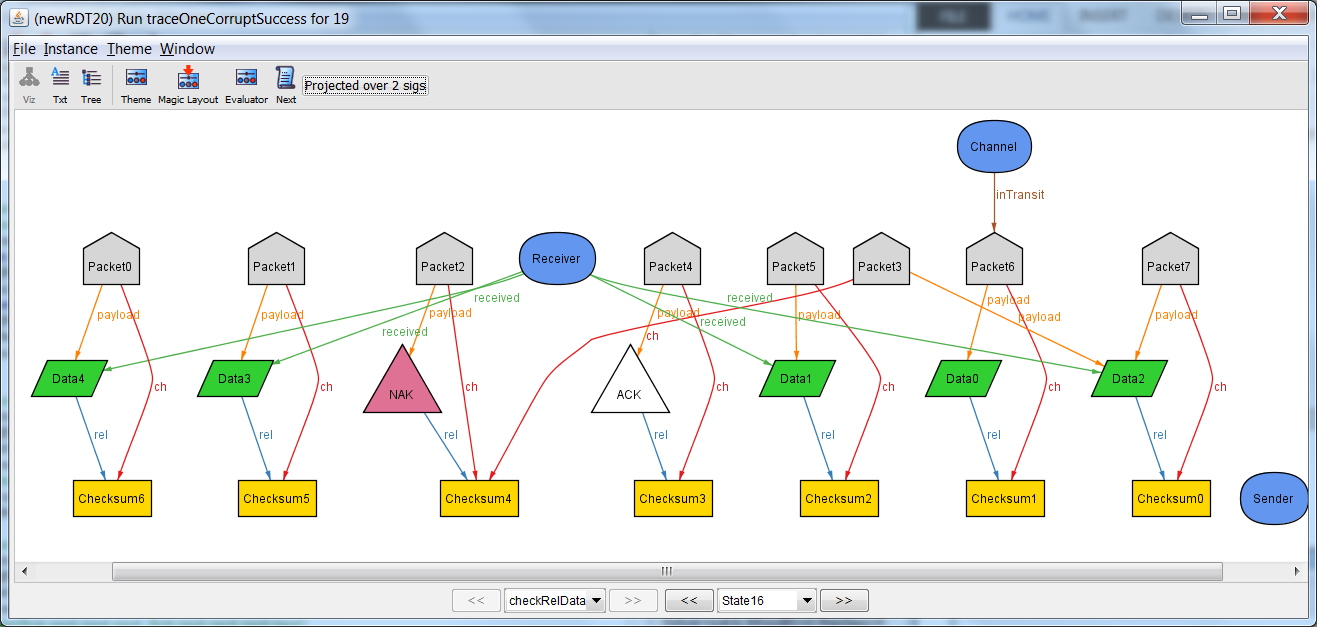 (newRDT20) Run traceOneCorruptSuccess for 19
File Instance Theme Window
Viz Txt Tree Theme Magic Layout Evaluator Next Projected over 2 sigs
Channel
inTransit
Packet0 Packet1 Packet2 Receiver Packet4 Packet5 Packet3 Packet6 Packet7
received received payload
payload payload payload payload payload payload payload
received received
ch
Data4 Data3 NAK ACK Data1 Data0 Data2
ch ch ch ch ch ch ch
rel rel rel rel rel rel rel
Checksum6 Checksum5 Checksum4 Checksum3 Checksum2 Checksum1 Checksum0 Sender
<< checkRelData >> << State16 >>